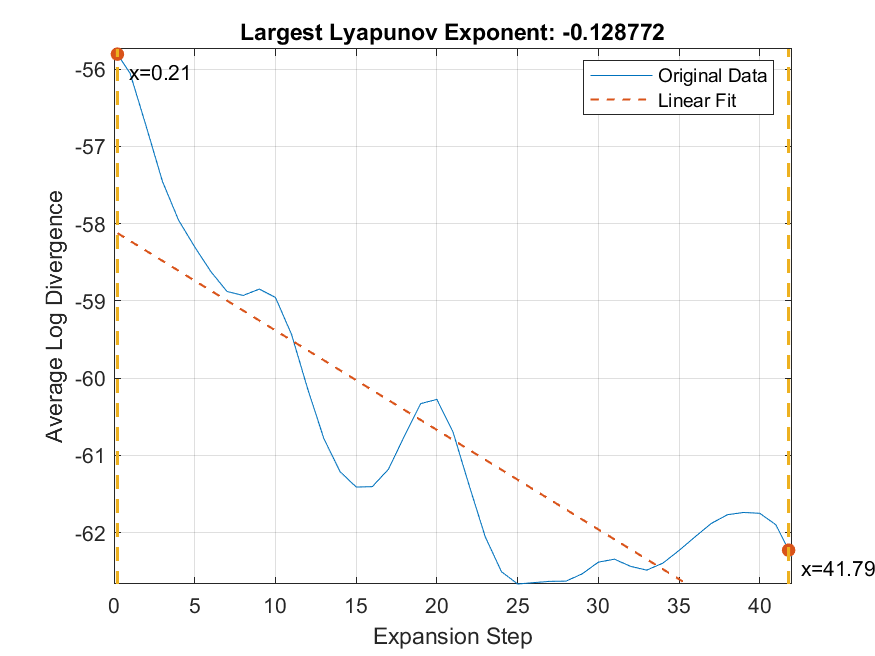 Largest Lyapunov Exponent: -0.128772
Original Data
Linear Fit
x=0.21
x=41.79
Average Log Divergence
-56
-57
-58
-59
-60
-61
-62
0 5 10 15 20 25 30 35 40
Expansion Step